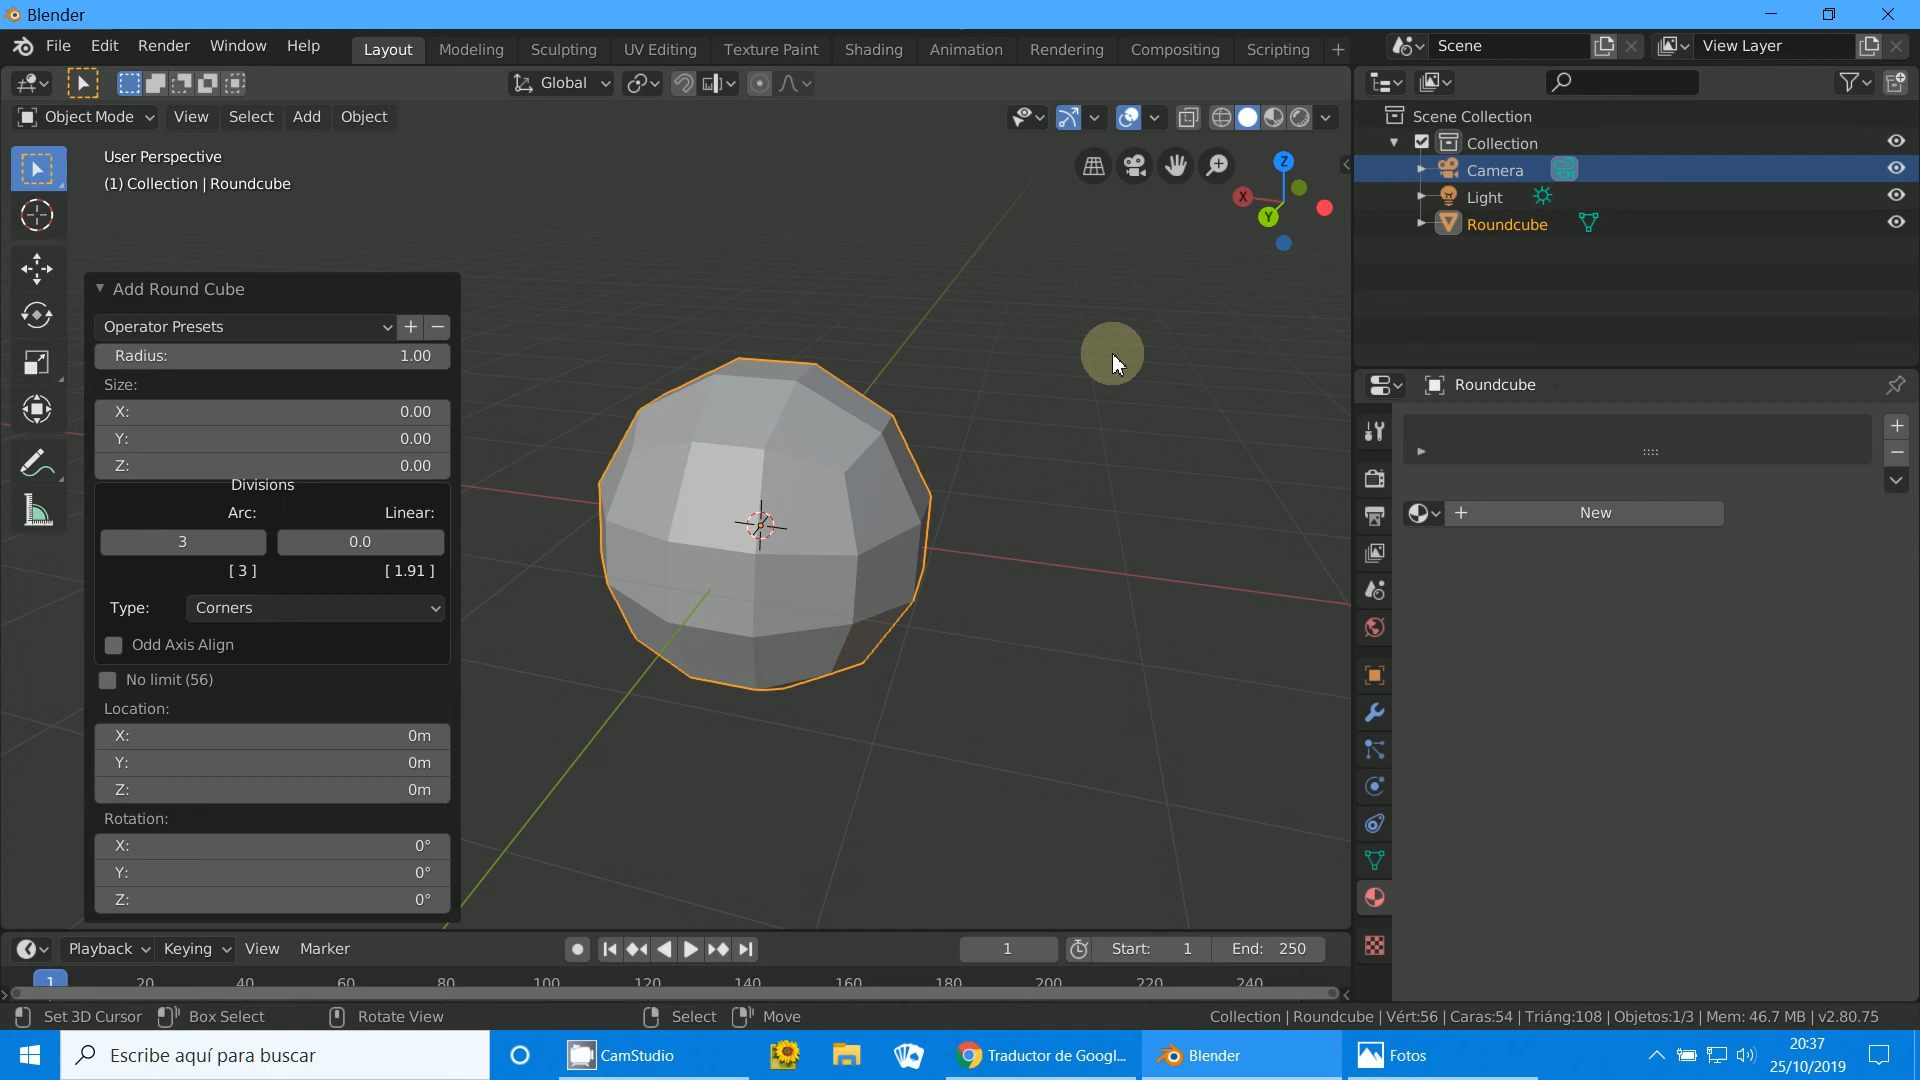 Blender
File Edit Render Window Help
Layout Modeling Sculpting UV Editing Texture Paint Shading Animation Rendering Compositing Scripting +
Scene
View Layer
Global
Object Mode View Select Add Object
User Perspective
(1) Collection | Roundcube
Z
X
Y
Add Round Cube
Operator Presets
Radius: 1.00
Size:
X: 0.00
Y: 0.00
Z: 0.00
Divisions
Arc: Linear:
3 0.0
[ 3 ] [ 1.91 ]
Type: Corners
Odd Axis Align
No limit (56)
Location:
X: 0m
Y: 0m
Z: 0m
Rotation:
X: 0°
Y: 0°
Z: 0°
Scene Collection
Collection
Camera
Light
Roundcube
Roundcube
New
Playback Keying View Marker
1
Start: 1
End: 250
1 20 40 60 80 100 120 140 160 180 200 220 240
Set 3D Cursor Box Select Rotate View Select Move
Collection | Roundcube | Vért:56 | Caras:54 | Triáng:108 | Objetos:1/3 | Mem: 46.7 MB | v2.80.75
Escribe aquí para buscar
CamStudio
Traductor de Googl...
Blender
Fotos
20:37
25/10/2019